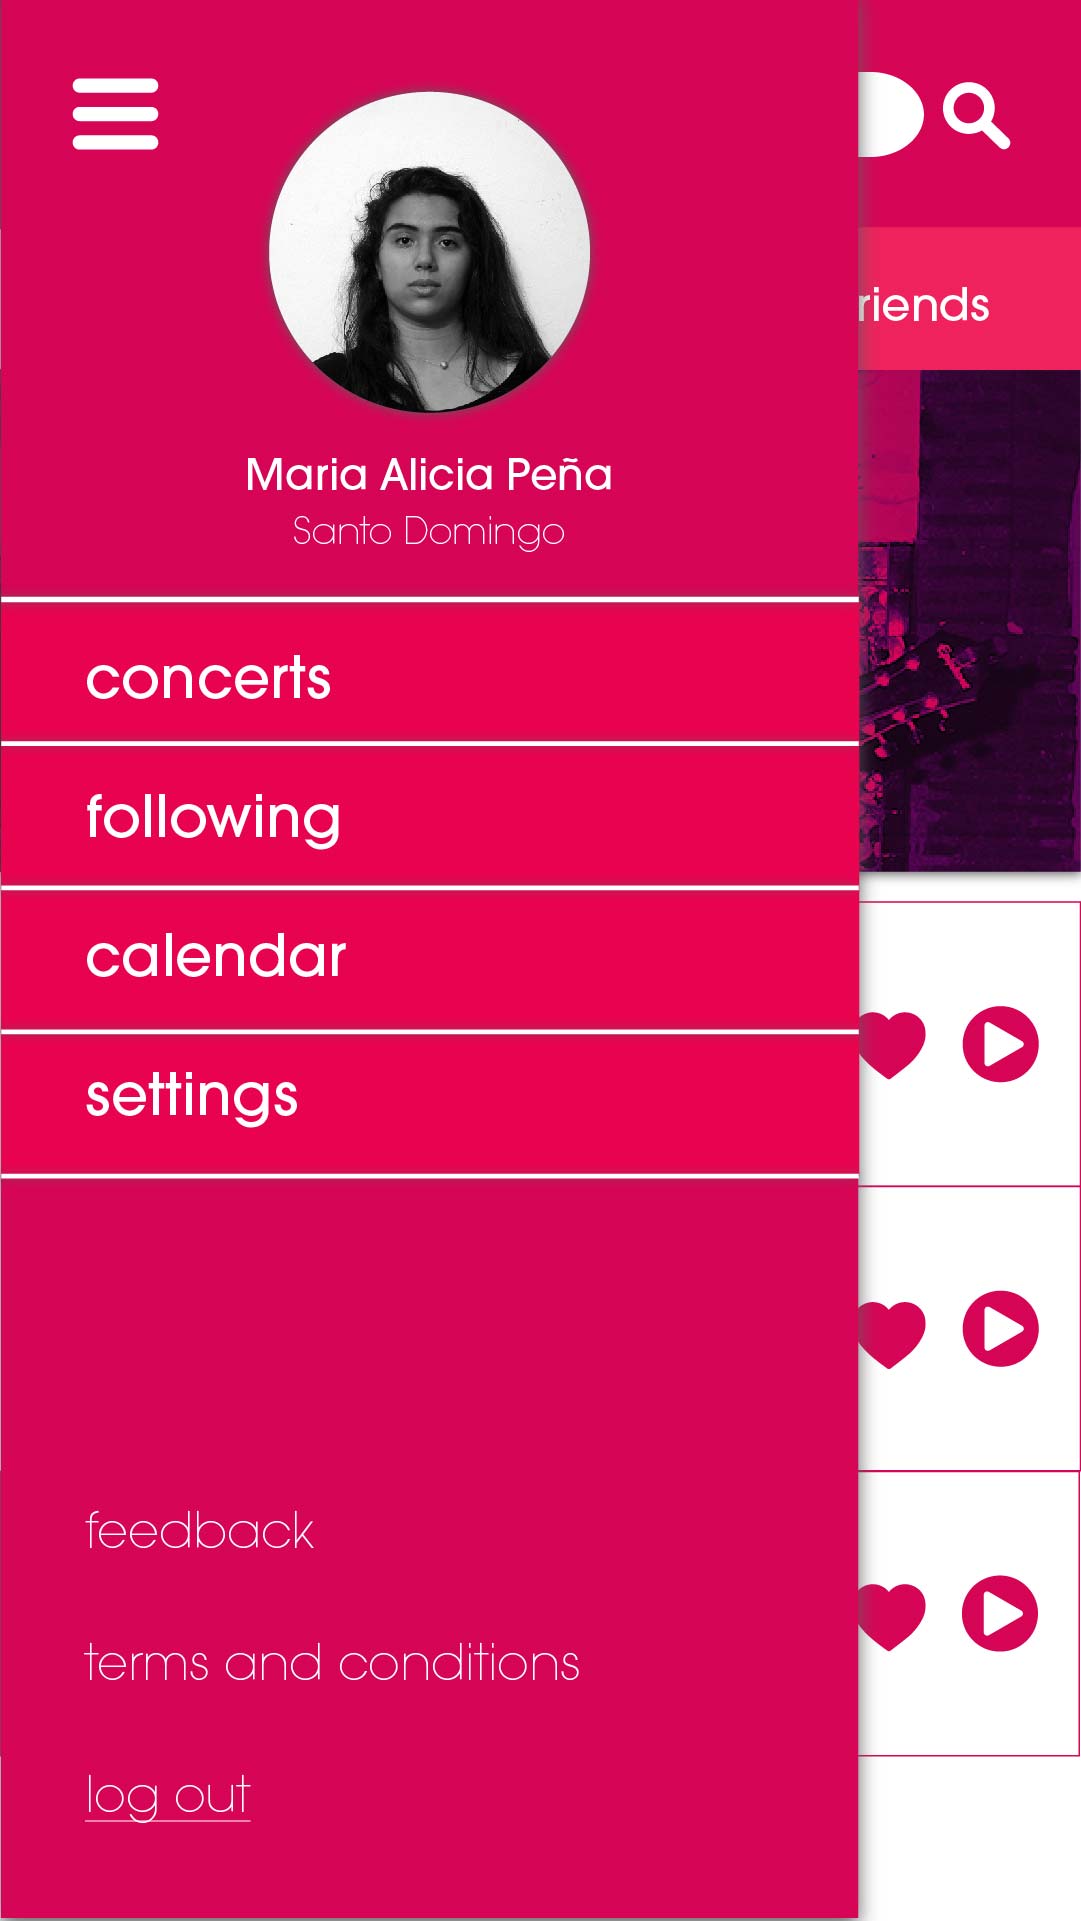 riends
Maria Alicia Peña
Santo Domingo
concerts
following
calendar
settings
feedback
terms and conditions
log out